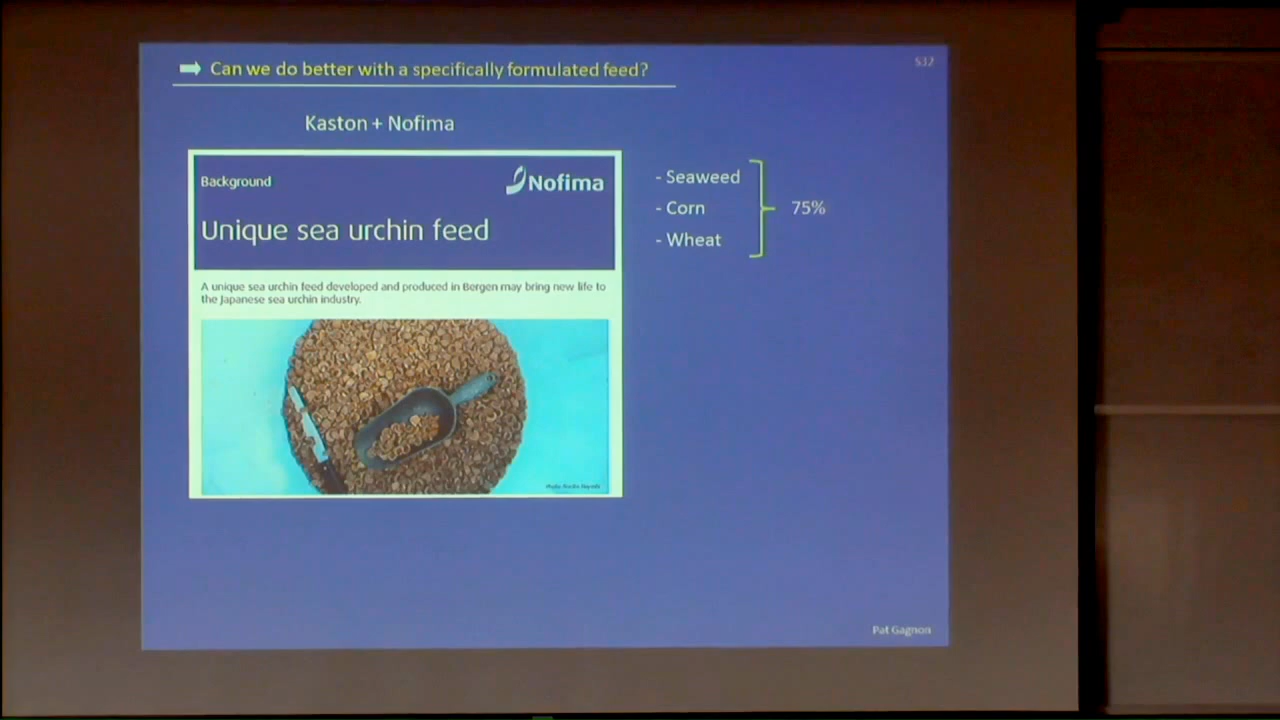 Can we do better with a specifically formulated feed?
S32
Kaston + Nofima
Background
Nofima
Unique sea urchin feed
A unique sea urchin feed developed and produced in Bergen may bring new life to
the Japanese sea urchin industry.
- Seaweed
- Corn
- Wheat
75%
Pat Gagnon